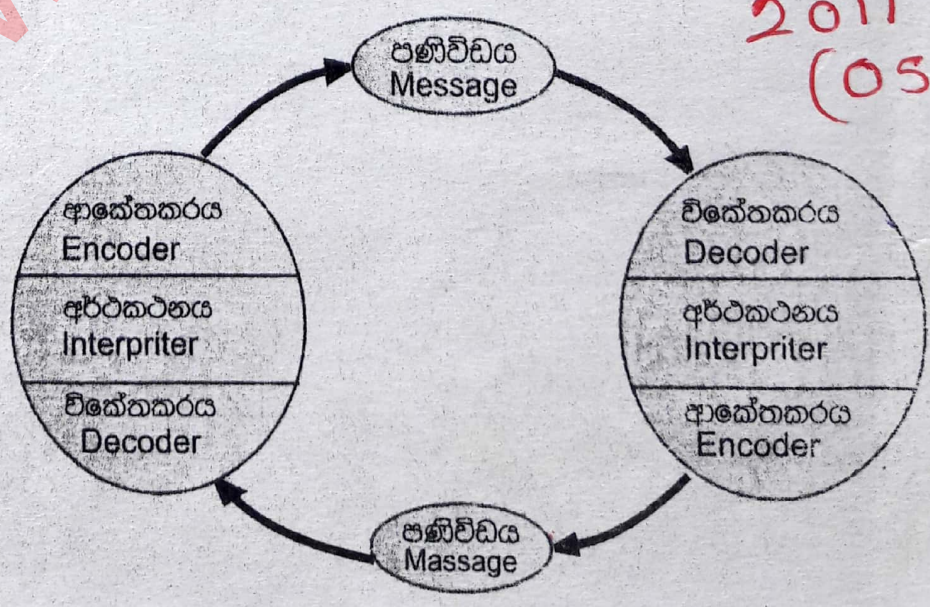 2011
(05
පණිවිඩය
Message
ආකේතකරය
Encoder
අර්ථකථනය
Interpriter
විකේතකරය
Decoder
විකේතකරය
Decoder
අර්ථකථනය
Interpriter
ආකේතකරය
Encoder
පණිවිඩය
Massage